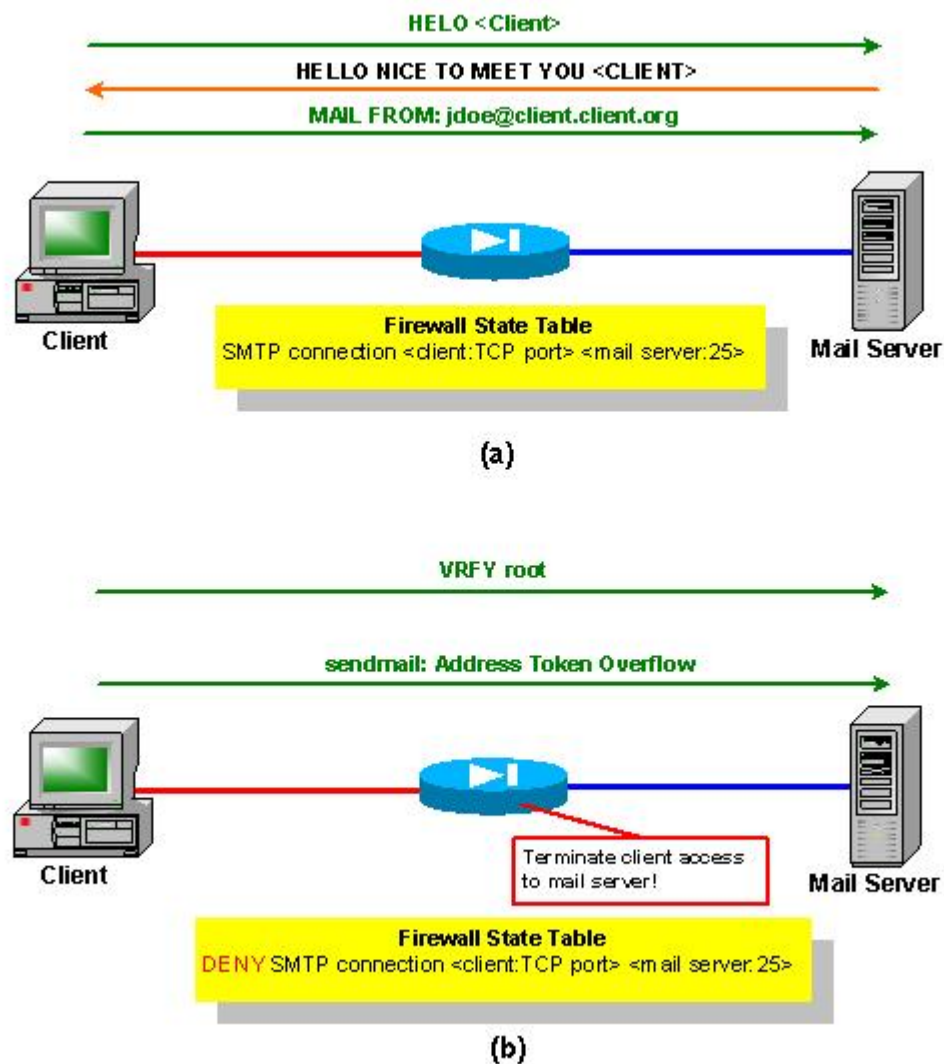 HELO <Client>
HELLO NICE TO MEET YOU <CLIENT>
MAIL FROM: jdoe@client.client.org
Client
Mail Server
Firewall State Table
SMTP connection <client:TCP port> <mail server:25>
(a)
VRFY root
sendmail: Address Token Overflow
Terminate client access
to mail server!
Client
Mail Server
Firewall State Table
DENY SMTP connection <client:TCP port> <mail server:25>
(b)